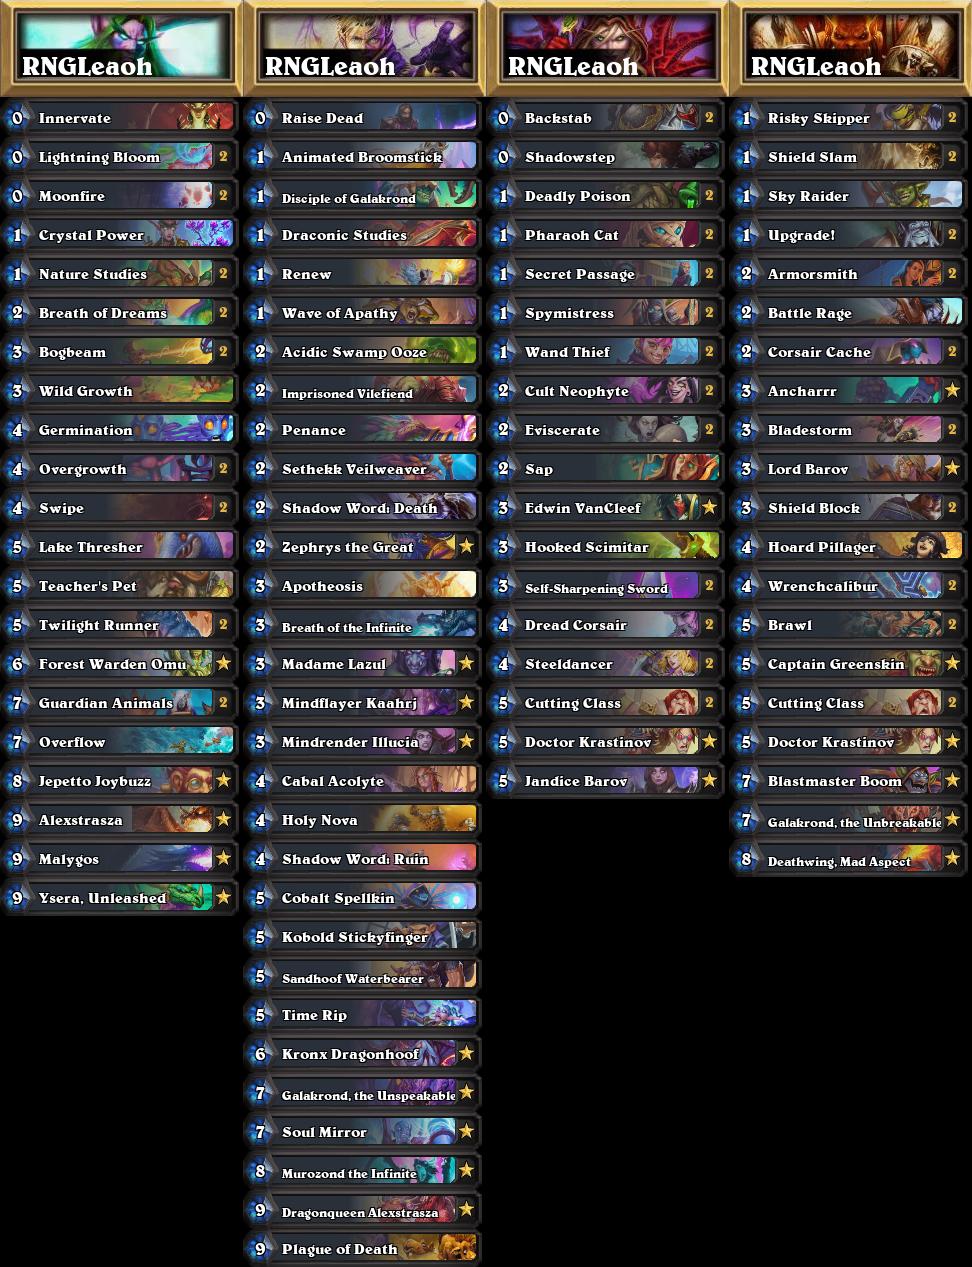 RNGLeaoh
0 Innervate
0 Lightning Bloom 2
0 Moonfire 2
1 Crystal Power
1 Nature Studies 2
2 Breath of Dreams 2
3 Bogbeam 2
3 Wild Growth
4 Germination
4 Overgrowth 2
4 Swipe 2
5 Lake Thresher
5 Teacher's Pet
5 Twilight Runner 2
6 Forest Warden Omu
7 Guardian Animals 2
7 Overflow
8 Jepetto Joybuzz
9 Alexstrasza
9 Malygos
9 Ysera, Unleashed
RNGLeaoh
0 Raise Dead
1 Animated Broomstick
1 Disciple of Galakrond
1 Draconic Studies
1 Renew
1 Wave of Apathy
2 Acidic Swamp Ooze
2 Imprisoned Vilefiend
2 Penance
2 Sethekk Veilweaver
2 Shadow Word: Death
2 Zephrys the Great
3 Apotheosis
3 Breath of the Infinite
3 Madame Lazul
3 Mindflayer Kaahrj
3 Mindrender Illucia
4 Cabal Acolyte
4 Holy Nova
4 Shadow Word: Ruin
5 Cobalt Spellkin
5 Kobold Stickyfinger
5 Sandhoof Waterbearer
5 Time Rip
6 Kronx Dragonhoof
7 Galakrond, the Unspeakable
7 Soul Mirror
8 Murozond the Infinite
9 Dragonqueen Alexstrasza
9 Plague of Death
RNGLeaoh
0 Backstab 2
0 Shadowstep
1 Deadly Poison 2
1 Pharaoh Cat 2
1 Secret Passage 2
1 Spymistress 2
1 Wand Thief 2
2 Cult Neophyte 2
2 Eviscerate 2
2 Sap
3 Edwin VanCleef
3 Hooked Scimitar
3 Self-Sharpening Sword 2
4 Dread Corsair 2
4 Steeldancer 2
5 Cutting Class 2
5 Doctor Krastinov
5 Jandice Barov
RNGLeaoh
1 Risky Skipper 2
1 Shield Slam 2
1 Sky Raider
1 Upgrade! 2
2 Armorsmith 2
2 Battle Rage
2 Corsair Cache 2
3 Ancharrr
3 Bladestorm 2
3 Lord Barov
3 Shield Block 2
4 Hoard Pillager
4 Wrenchcalibur 2
5 Brawl 2
5 Captain Greenskin
5 Cutting Class 2
5 Doctor Krastinov
7 Blastmaster Boom
7 Galakrond, the Unbreakable
8 Deathwing, Mad Aspect